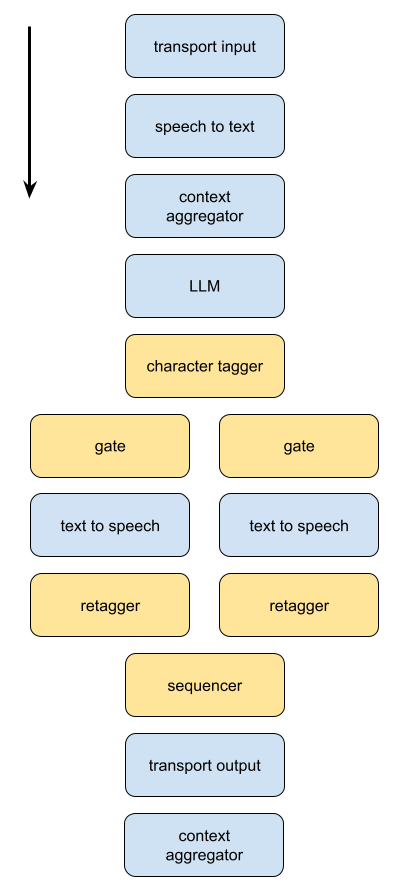 transport input
speech to text
context
aggregator
LLM
character tagger
gate
gate
text to speech
text to speech
retagger
retagger
sequencer
transport output
context
aggregator